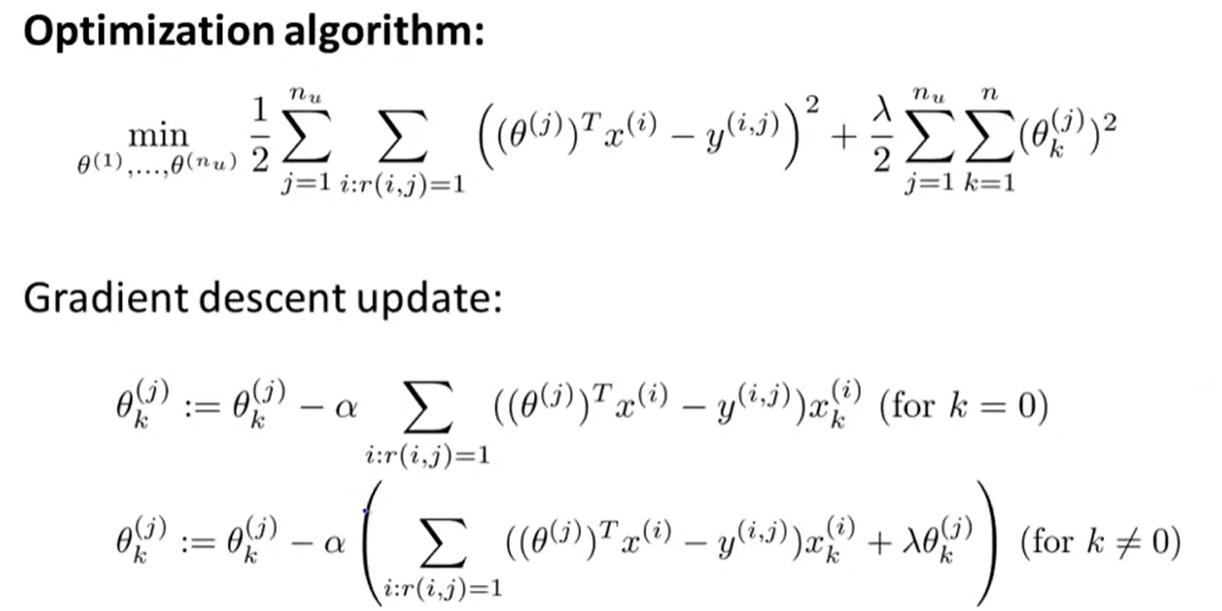 Optimization algorithm:
$\min_{\theta^{(1)},\ldots,\theta^{(n_u)}} \frac{1}{2} \sum_{j=1}^{n_u} \sum_{i:r(i,j)=1} \left( (\theta^{(j)})^T x^{(i)} - y^{(i,j)} \right)^2 + \frac{\lambda}{2} \sum_{j=1}^{n_u} \sum_{k=1}^{n} (\theta_k^{(j)})^2$
Gradient descent update:
$\theta_k^{(j)} := \theta_k^{(j)} - \alpha \sum_{i:r(i,j)=1} ((\theta^{(j)})^T x^{(i)} - y^{(i,j)}) x_k^{(i)}$ (for $k = 0$)
$\theta_k^{(j)} := \theta_k^{(j)} - \alpha \left( \sum_{i:r(i,j)=1} ((\theta^{(j)})^T x^{(i)} - y^{(i,j)}) x_k^{(i)} + \lambda \theta_k^{(j)} \right)$ (for $k \neq 0$)